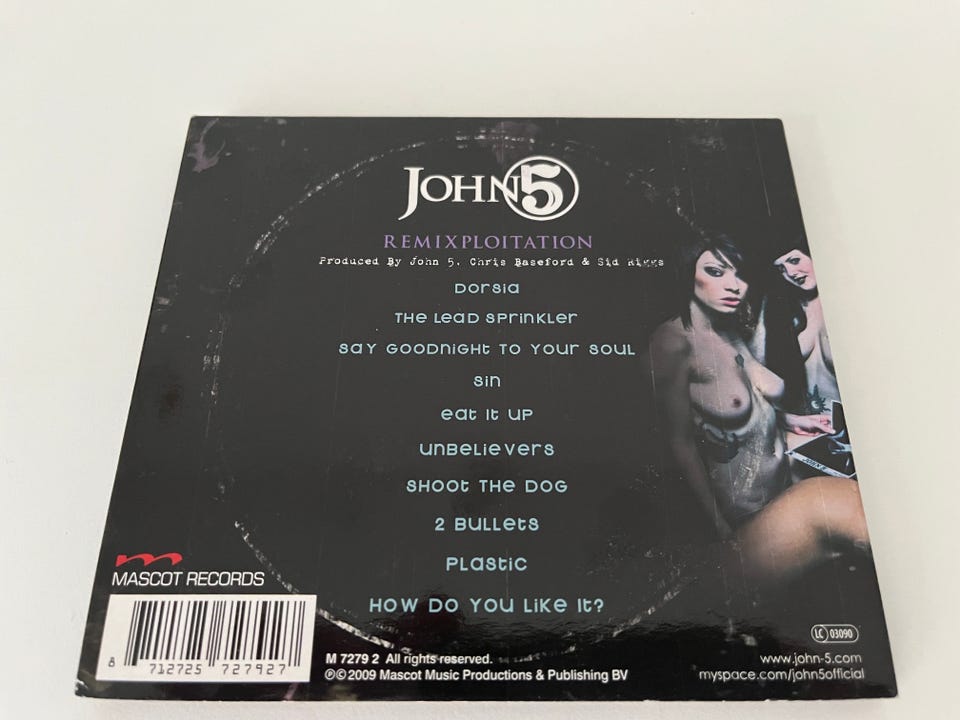 JOHN5
REMIXPLOITATION
Produced By John 5, Chris Baseford & Sid Riggs
DORSIA
THE LEAD SPRINKLER
SAY GOODNIGHT TO YOUR SOUL
SIN
EAT IT UP
UNBELIEVERS
SHOOT THE DOG
2 BULLETS
PLASTIC
HOW DO YOU LIKE IT?
MASCOT RECORDS
8 712725 727927
M 7279 2 All rights reserved.
℗©2009 Mascot Music Productions & Publishing BV
LC 03090
www.john-5.com
myspace.com/john5official